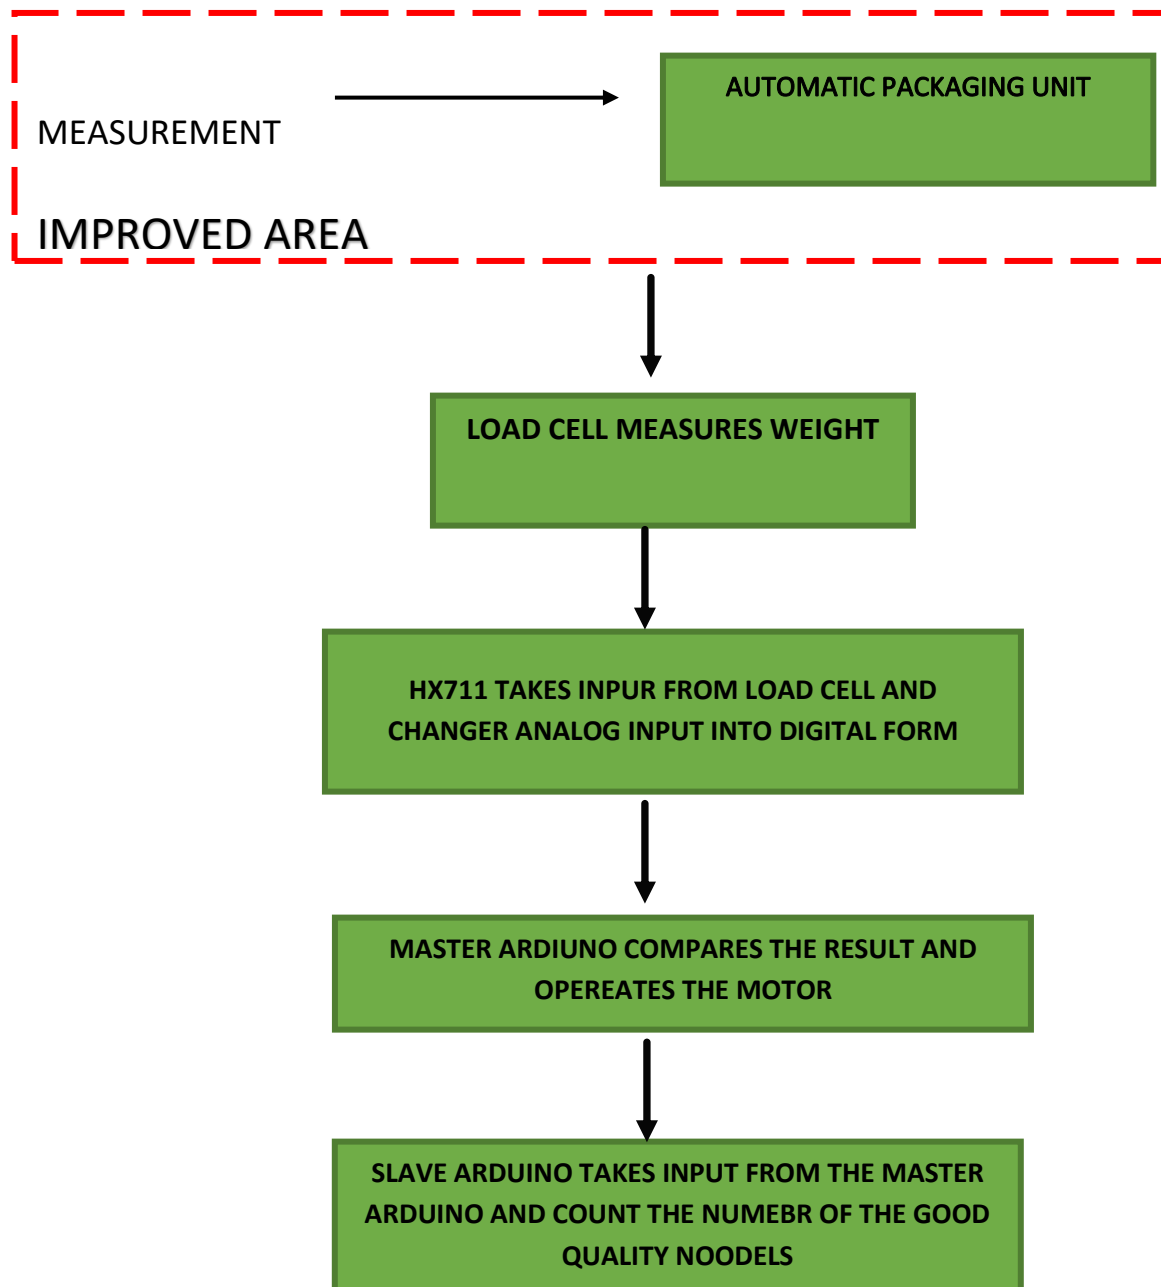 AUTOMATIC PACKAGING UNIT
MEASUREMENT
IMPROVED AREA
LOAD CELL MEASURES WEIGHT
HX711 TAKES INPUR FROM LOAD CELL AND
CHANGER ANALOG INPUT INTO DIGITAL FORM
MASTER ARDIUNO COMPARES THE RESULT AND
OPEREATES THE MOTOR
SLAVE ARDUINO TAKES INPUT FROM THE MASTER
ARDUINO AND COUNT THE NUMEBR OF THE GOOD
QUALITY NOODELS